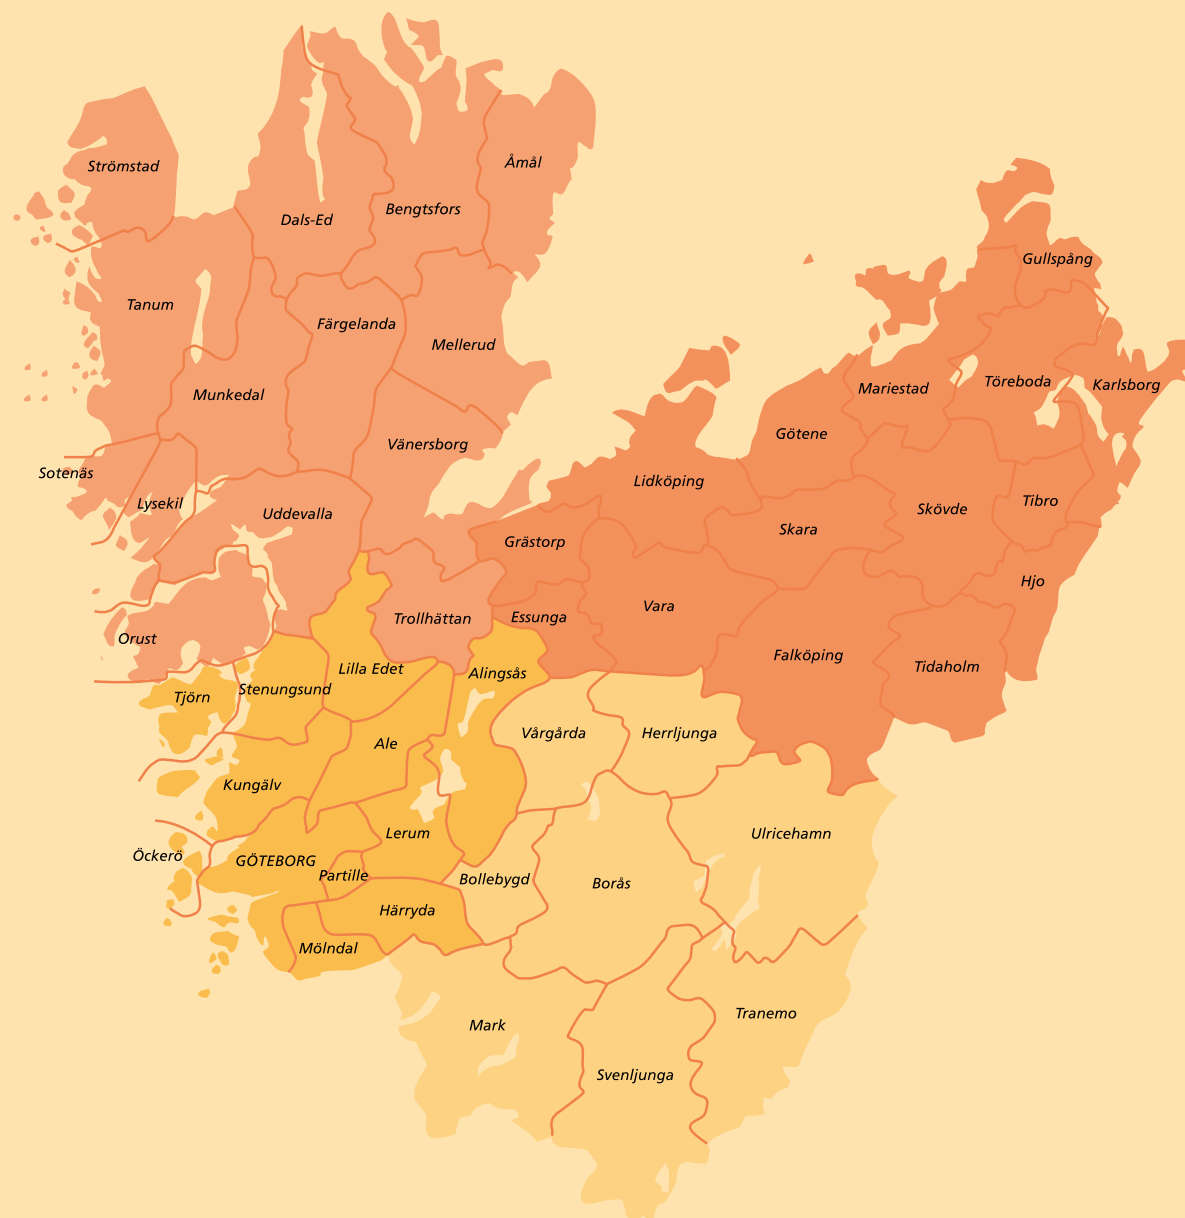 Åmål
Strömstad
Bengtsfors
Dals-Ed
Gullspång
Tanum
Färgelanda
Mellerud
Töreboda
Karlsborg
Mariestad
Munkedal
Götene
Vänersborg
Sotenäs
Lidköping
Lysekil
Tibro
Skövde
Uddevalla
Skara
Grästorp
Hjo
Vara
Essunga
Trollhättan
Orust
Falköping
Tidaholm
Lilla Edet
Alingsås
Stenungsund
Tjörn
Vårgårda
Herrljunga
Ale
Kungälv
Lerum
Ulricehamn
Öckerö
GÖTEBORG
Partille
Bollebygd
Borås
Härryda
Mölndal
Tranemo
Mark
Svenljunga